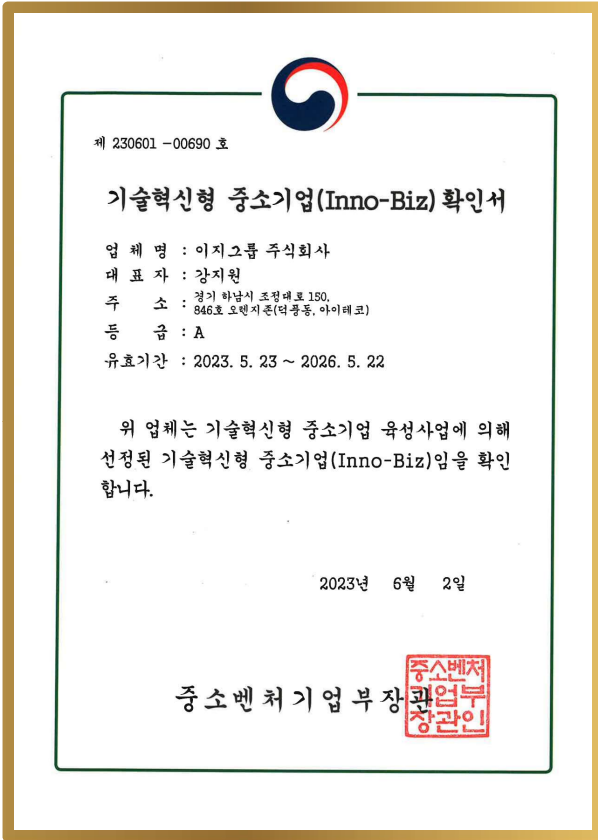 제 230601 -00690 호
기술혁신형 중소기업(Inno-Biz) 확인서
업 체 명 : 이지그룹 주식회사
대 표 자 : 강지원
주 소 : 경기 하남시 조정대로 150,
846호 오렌지존(덕풍동, 아이테코)
등 급 : A
유효기간 : 2023. 5. 23 ~ 2026. 5. 22
위 업체는 기술혁신형 중소기업 육성사업에 의해
선정된 기술혁신형 중소기업(Inno-Biz)임을 확인
합니다.
2023년 6월 2일
중소벤처기업부장관
중소벤처
기업부
장관인